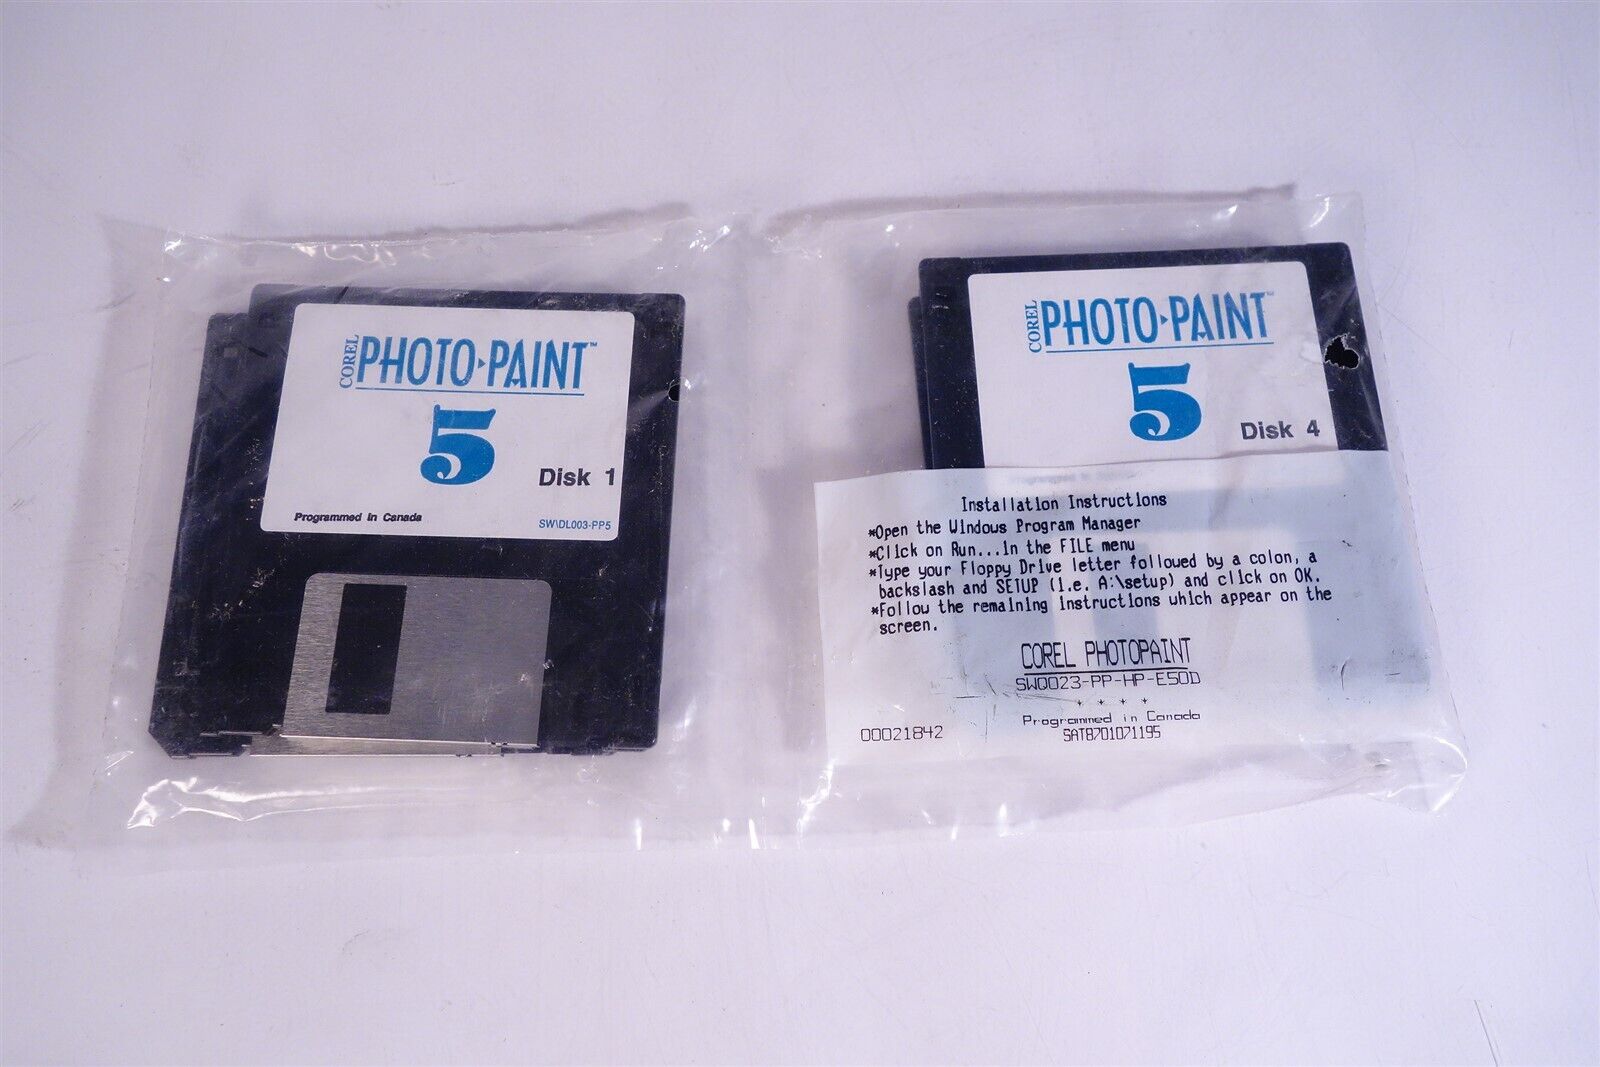 COREL PHOTO▸PAINT™
5
Disk 1
Programmed in Canada
SW\DL003-PP5
COREL PHOTO▸PAINT™
5
Disk 4
Installation Instructions
*Open the Windows Program Manager
*Click on Run...in the FILE menu
*Type your Floppy Drive letter followed by a colon, a
backslash and SETUP (i.e. A:\setup) and click on OK.
*Follow the remaining instructions which appear on the
screen.
COREL PHOTOPAINT
SWQ023-PP-HP-E50D
* * * *
Programmed in Canada
00021842
SAT8701071195